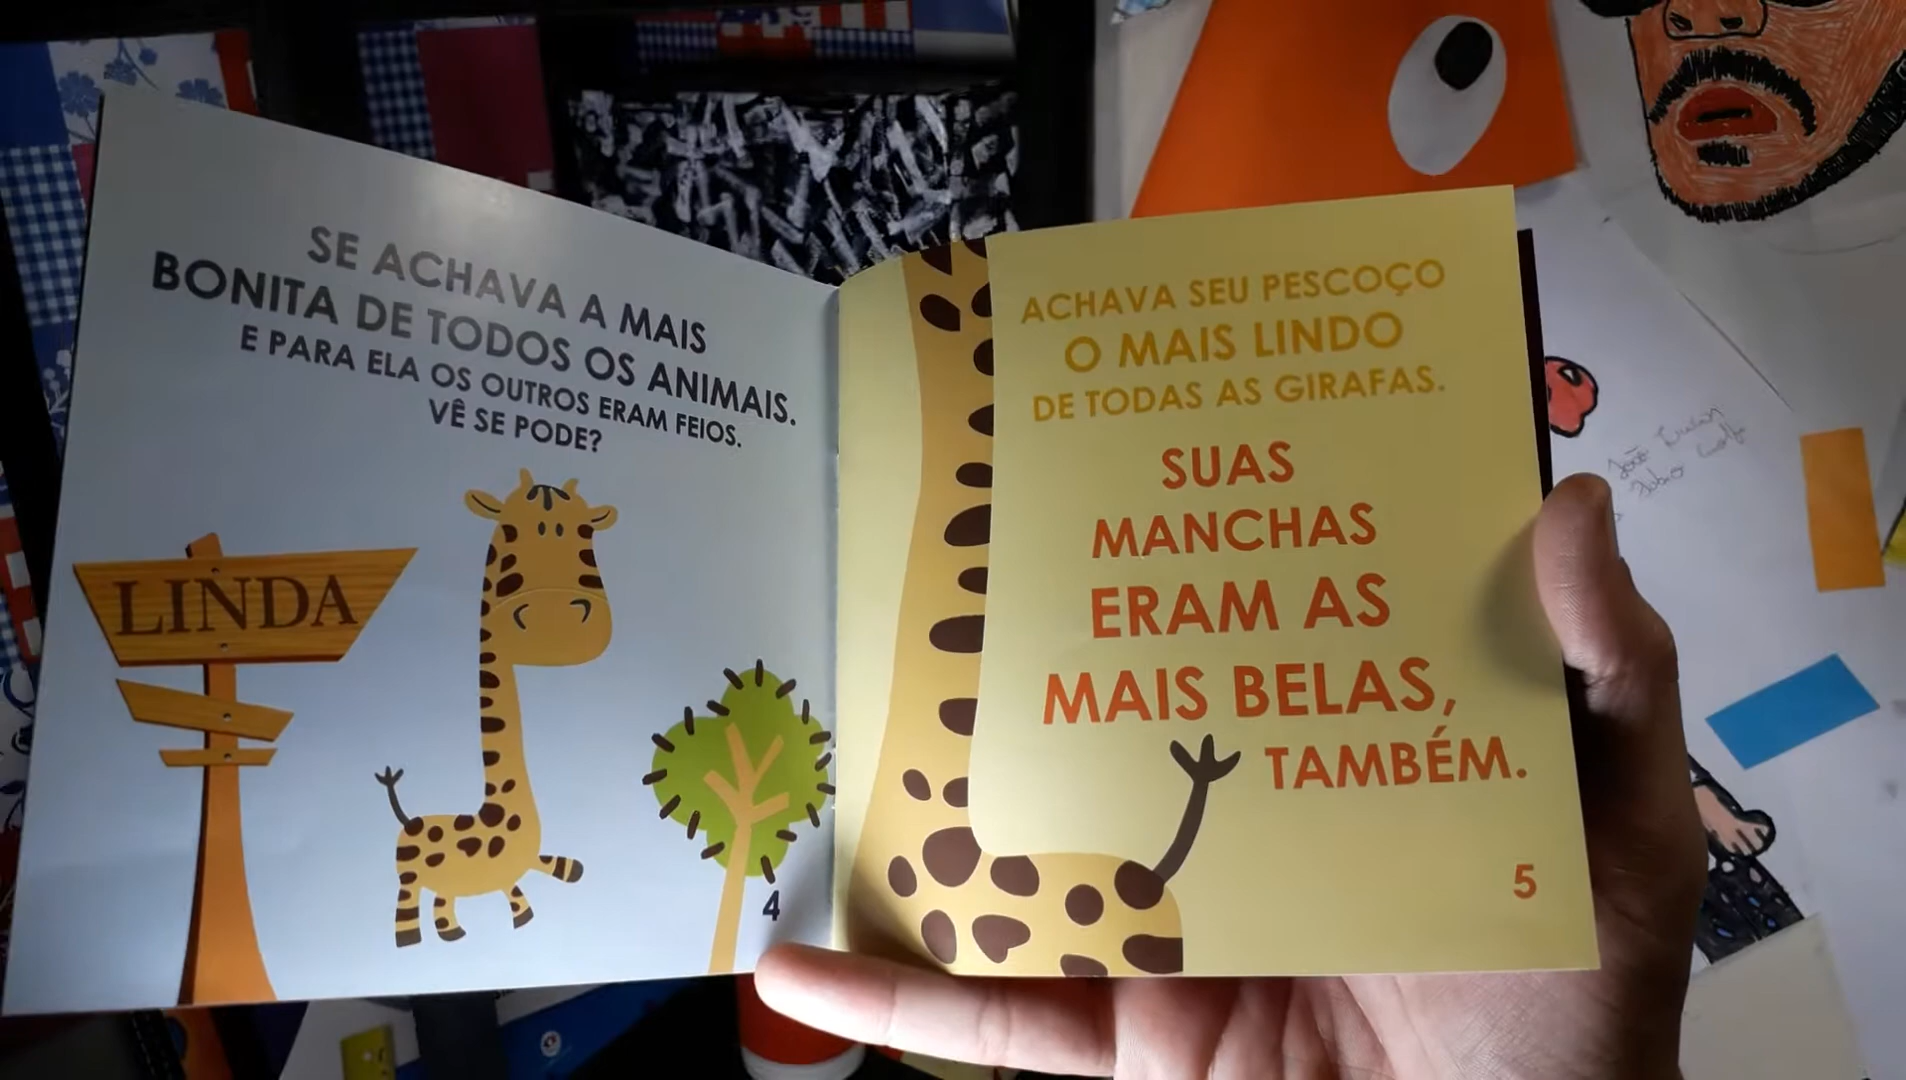 SE ACHAVA A MAIS
BONITA DE TODOS OS ANIMAIS.
E PARA ELA OS OUTROS ERAM FEIOS.
VÊ SE PODE?
LINDA
4
ACHAVA SEU PESCOÇO
O MAIS LINDO
DE TODAS AS GIRAFAS.
SUAS
MANCHAS
ERAM AS
MAIS BELAS,
TAMBÉM.
5
João